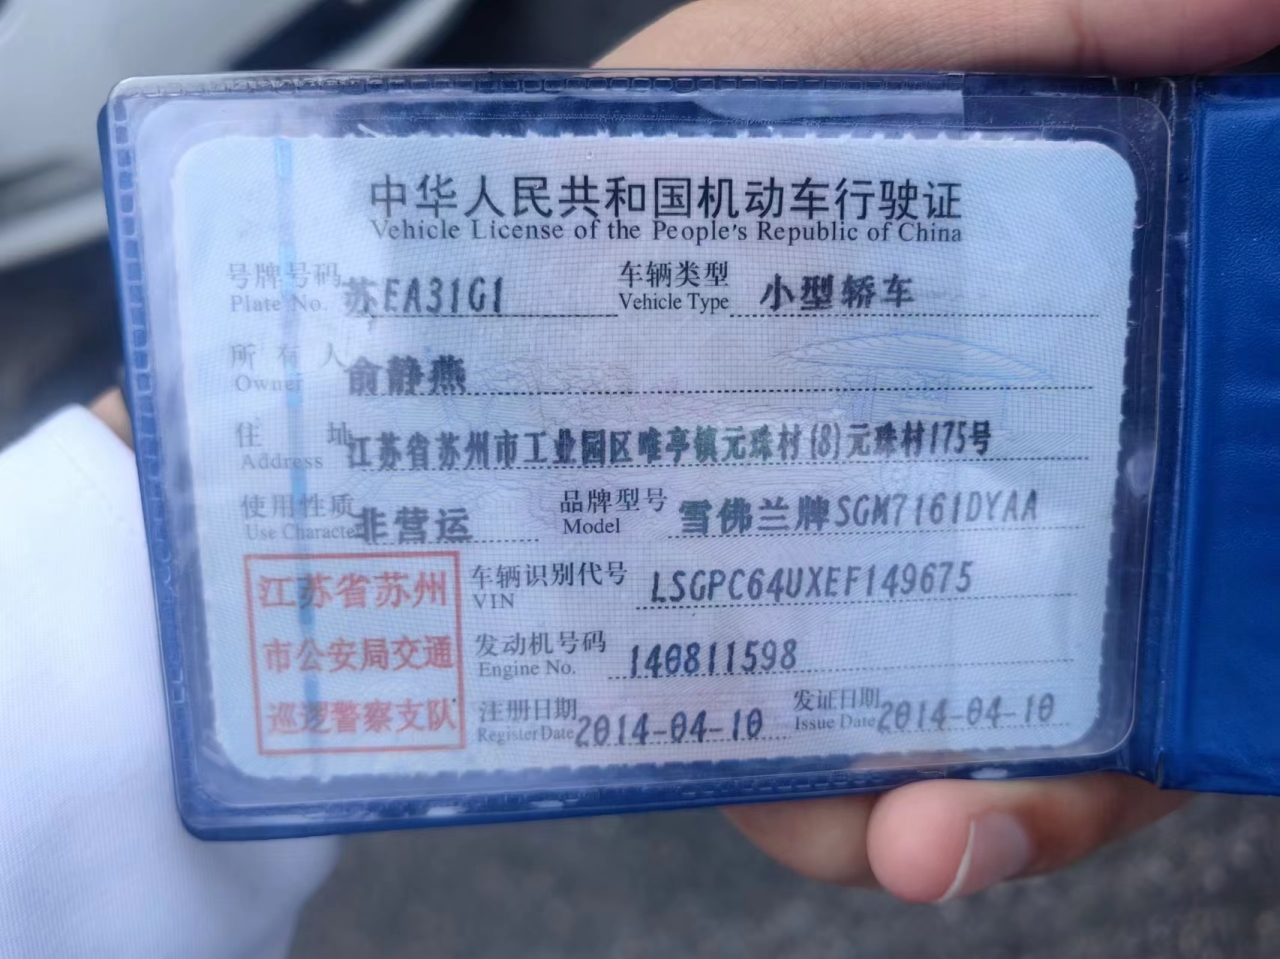 中华人民共和国机动车行驶证
Vehicle License of the People's Republic of China
号牌号码 苏EA31G1 车辆类型 小型轿车
Plate No. Vehicle Type
所有人 俞静燕
Owner
住址 江苏省苏州市工业园区唯亭镇元珠村(8)元珠村175号
Address
使用性质 非营运 品牌型号 雪佛兰牌SGM7161DYAA
Use Character Model
江苏省苏州
市公安局交通
巡逻警察支队
车辆识别代号 LSGPC64UXEF149675
VIN
发动机号码 140811598
Engine No.
注册日期 2014-04-10 发证日期 2014-04-10
Register Date Issue Date